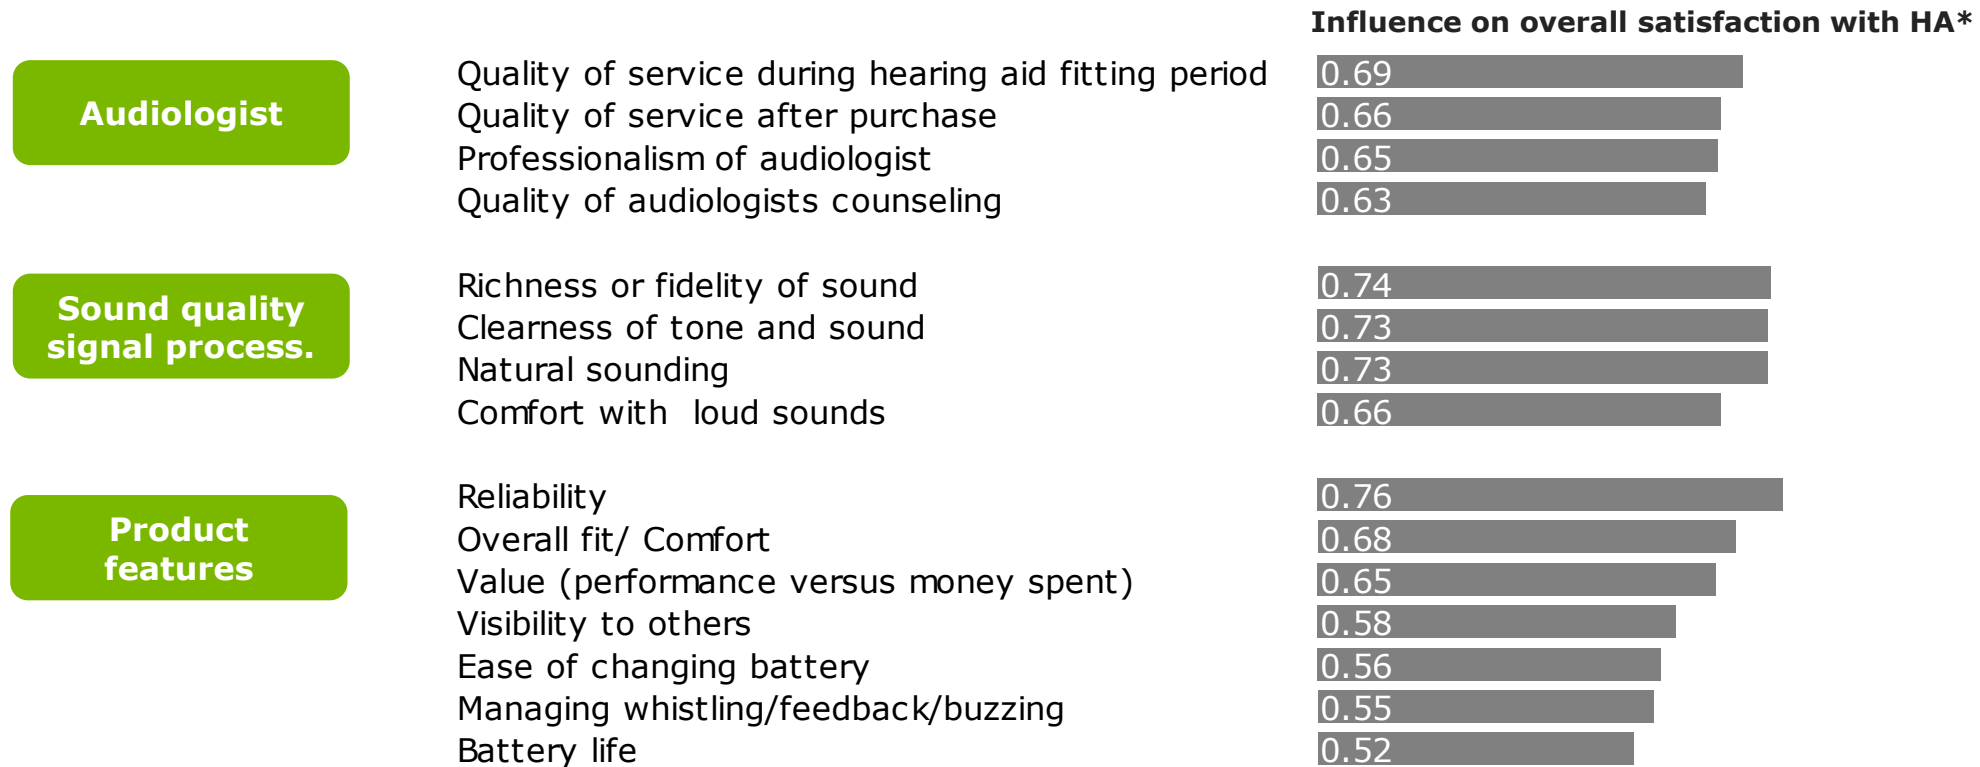 Influence on overall satisfaction with HA*
Audiologist
Quality of service during hearing aid fitting period 0.69
Quality of service after purchase 0.66
Professionalism of audiologist 0.65
Quality of audiologists counseling 0.63
Sound quality
signal process.
Richness or fidelity of sound 0.74
Clearness of tone and sound 0.73
Natural sounding 0.73
Comfort with loud sounds 0.66
Product
features
Reliability 0.76
Overall fit/ Comfort 0.68
Value (performance versus money spent) 0.65
Visibility to others 0.58
Ease of changing battery 0.56
Managing whistling/feedback/buzzing 0.55
Battery life 0.52